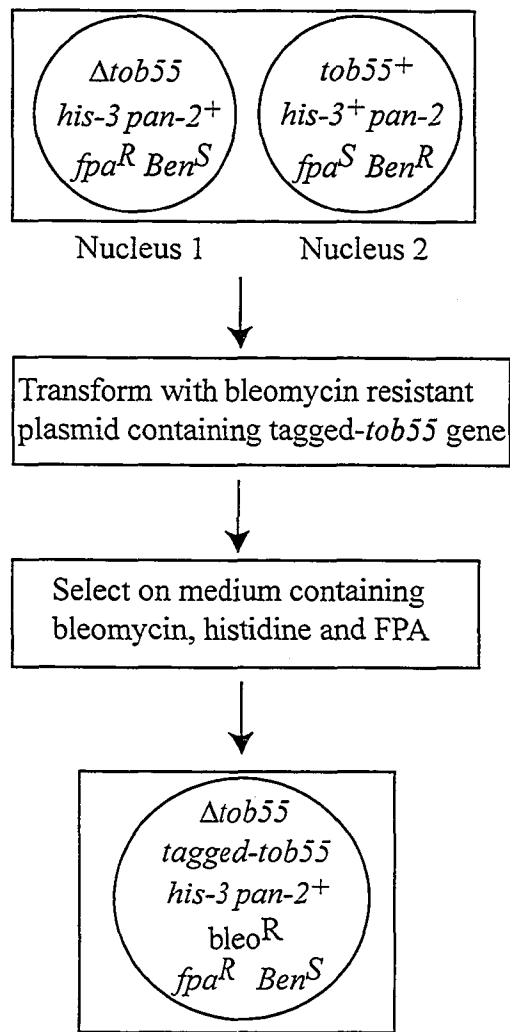 Δtob55
his-3 pan-2+
fpaR BenS
tob55+
his-3+ pan-2
fpaS BenR
Nucleus 1
Nucleus 2
Transform with bleomycin resistant
plasmid containing tagged-tob55 gene
Select on medium containing
bleomycin, histidine and FPA
Δtob55
tagged-tob55
his-3 pan-2+
bleoR
fpaR BenS